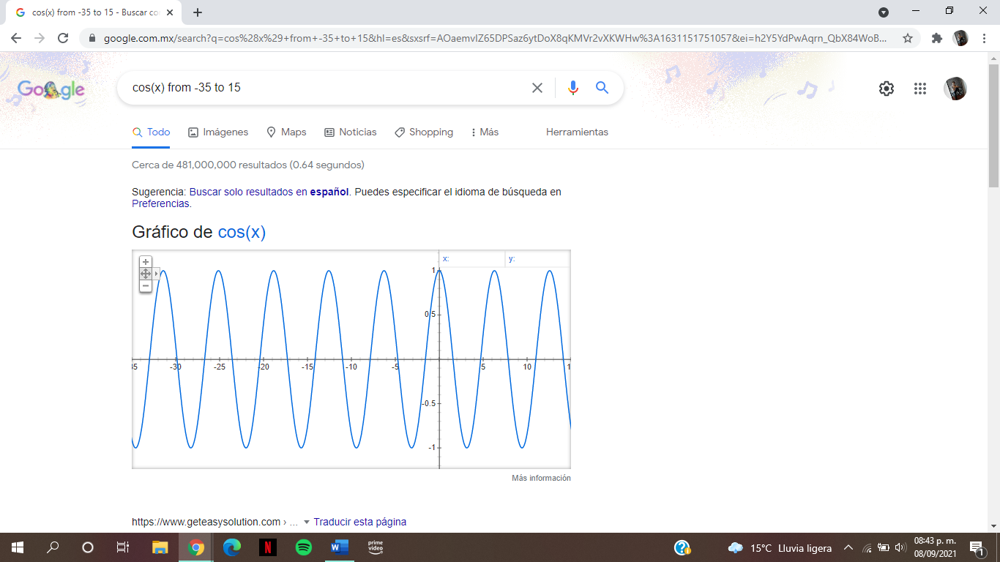 cos(x) from -35 to 15 - Buscar co
google.com.mx/search?q=cos%28x%29+from+-35+to+15&hl=es&sxsrf=AOaemvIZ65DPSaz6ytDoX8qKMVr2vXKWHw%3A1631151751057&ei=h2Y5YdPwAqrn_QbX84WoB...
Google
cos(x) from -35 to 15
Todo Imágenes Maps Noticias Shopping Más Herramientas
Cerca de 481,000,000 resultados (0.64 segundos)
Sugerencia: Buscar solo resultados en español. Puedes especificar el idioma de búsqueda en
Preferencias.
Gráfico de cos(x)
x: y:
1
0.5
35 -30 -25 -20 -15 -10 -5 5 10 1
-0.5
-1
Más información
https://www.geteasysolution.com › ... Traducir esta página
prime video
15°C Lluvia ligera
08:43 p. m.
08/09/2021
1